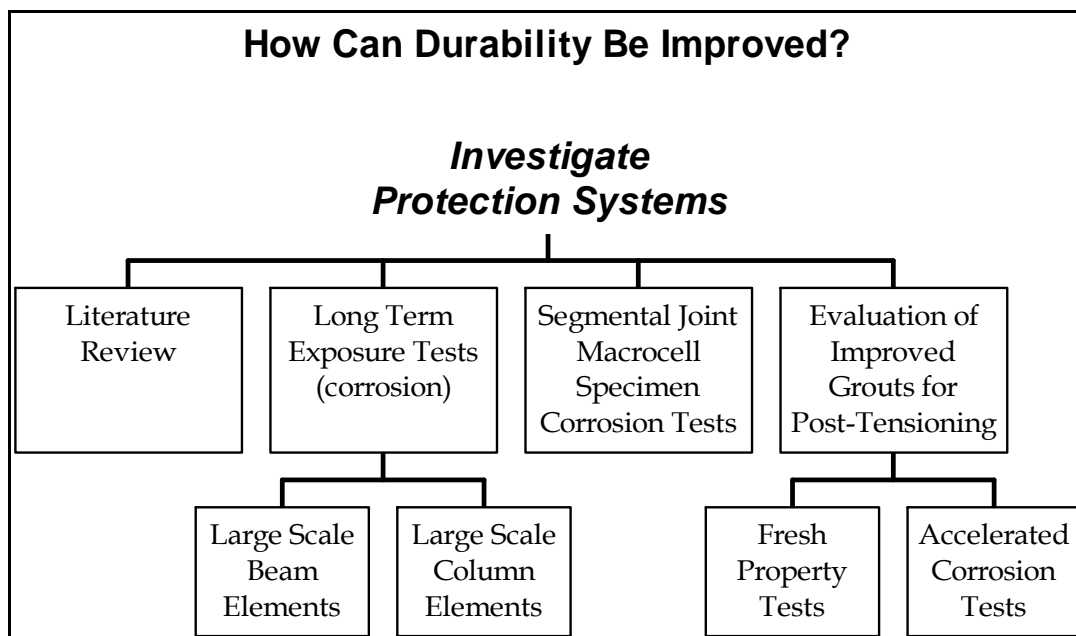 How Can Durability Be Improved?
Investigate
Protection Systems
Literature
Review
Long Term
Exposure Tests
(corrosion)
Segmental Joint
Macrocell
Specimen
Corrosion Tests
Evaluation of
Improved
Grouts for
Post-Tensioning
Large Scale
Beam
Elements
Large Scale
Column
Elements
Fresh
Property
Tests
Accelerated
Corrosion
Tests